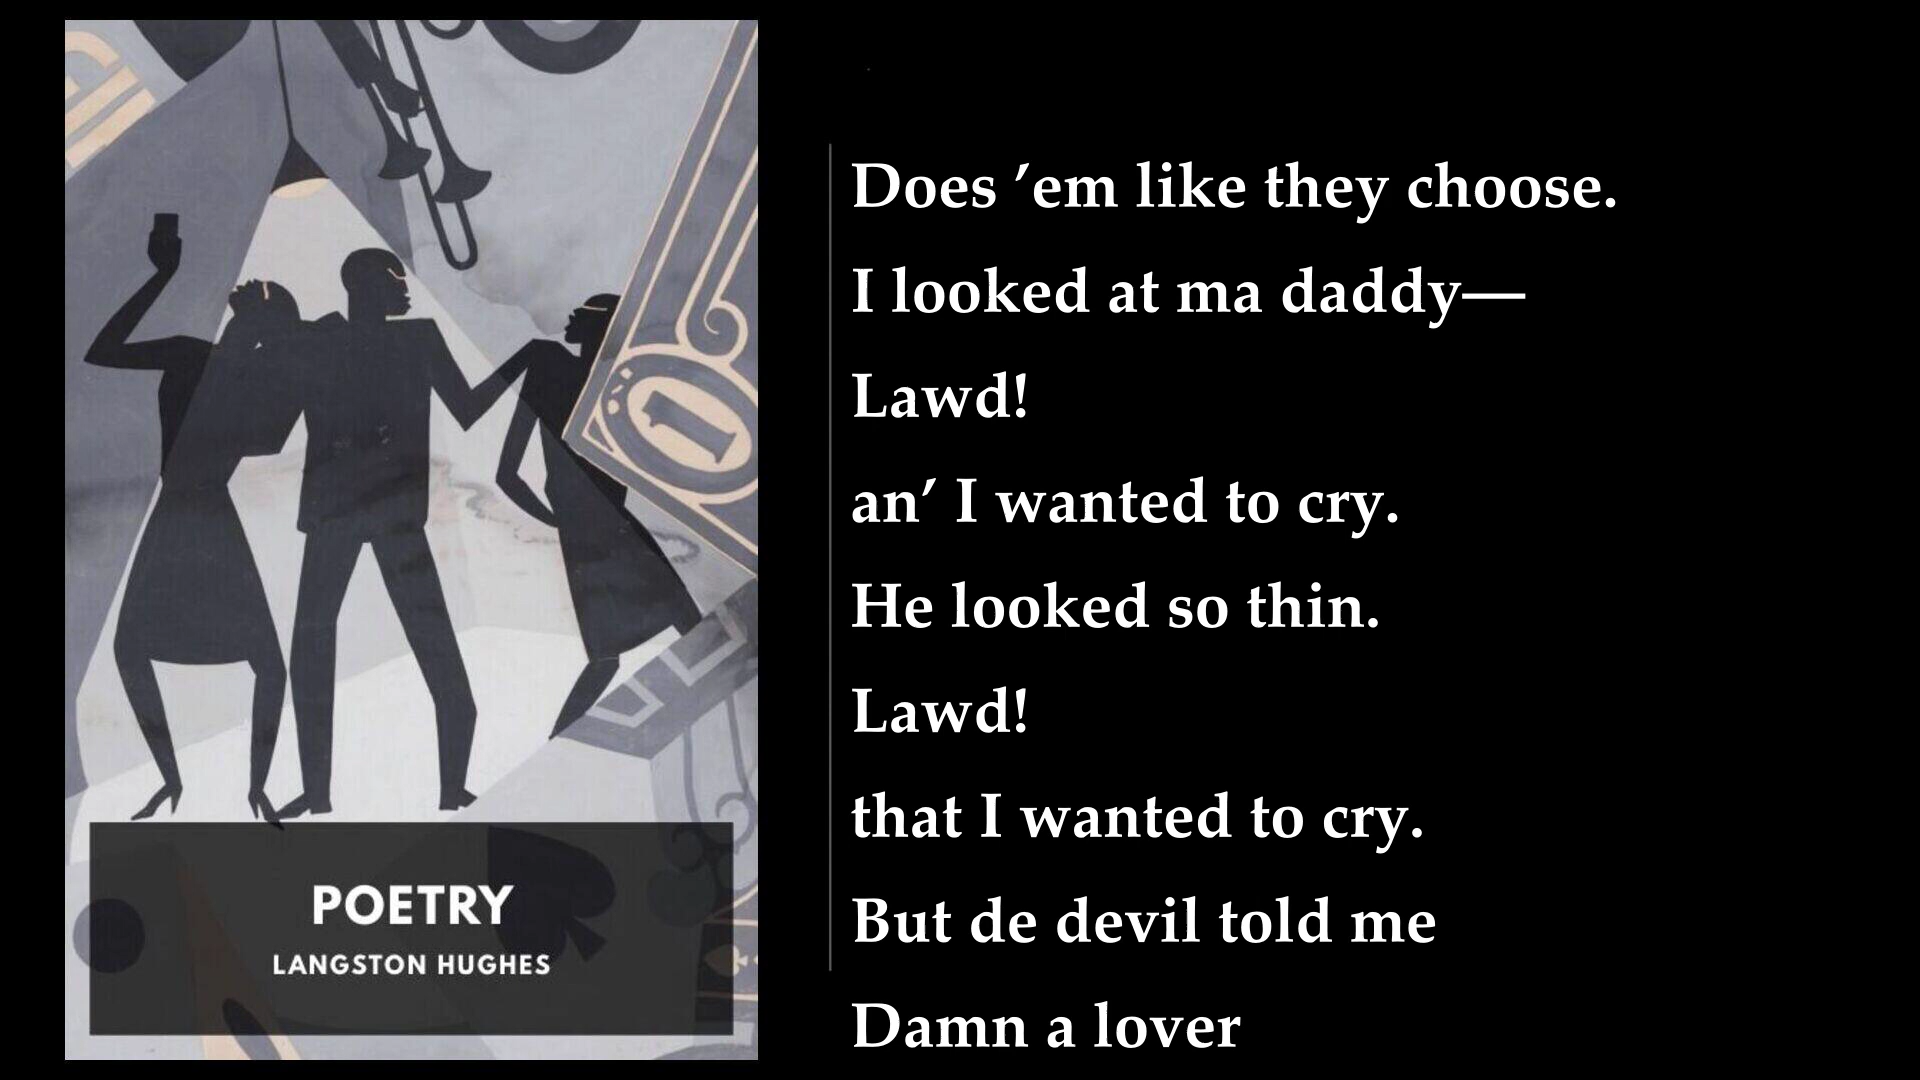 POETRY
LANGSTON HUGHES
Does ’em like they choose.
I looked at ma daddy—
Lawd!
an’ I wanted to cry.
He looked so thin.
Lawd!
that I wanted to cry.
But de devil told me
Damn a lover
1